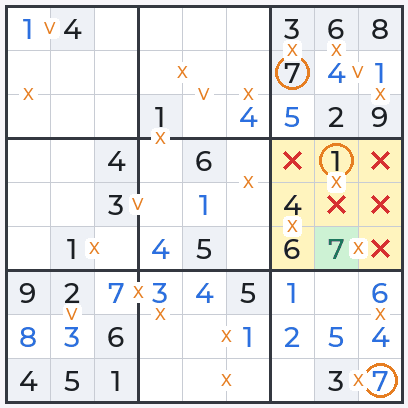 1 V 4 3 6 8
X X
X 7 4 V 1
X V X X
1 4 5 2 9
X
4 6 1
X X
3 V 1 4
X
1 X 4 5 6 7 X
9 2 7 X 3 4 5 1 6
V X X
8 3 6 X 1 2 5 4
4 5 1 X 3 X 7